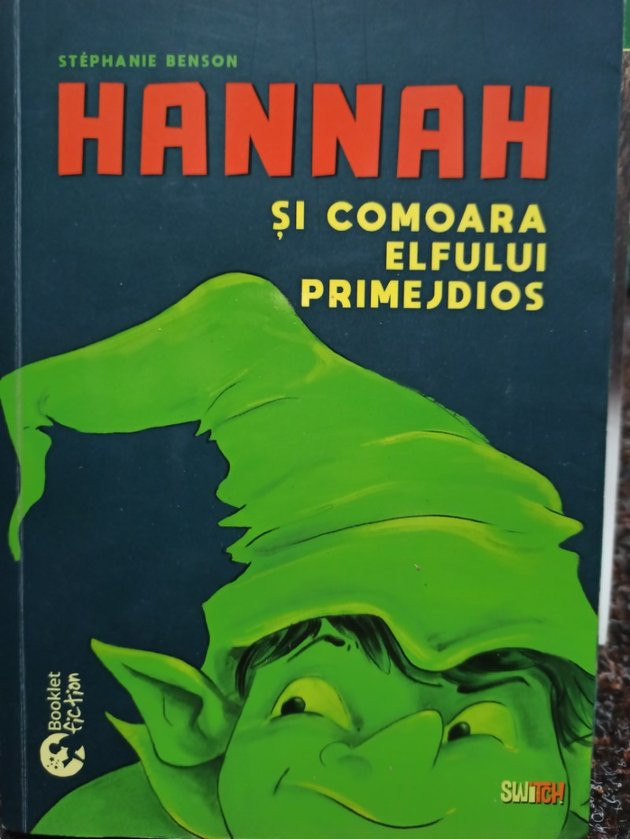 STÉPHANIE BENSON
HANNAH
ȘI COMOARA
ELFULUI
PRIMEJDIOS
Booklet
fiction
SWITCH